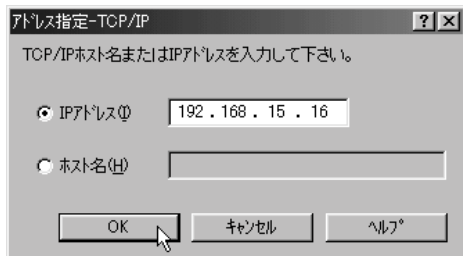 アドレス指定-TCP/IP
TCP/IPホスト名またはIPアドレスを入力して下さい。
IPアドレス(I) 192 . 168 . 15 . 16
ホスト名(H)
OK キャンセル ヘルプ